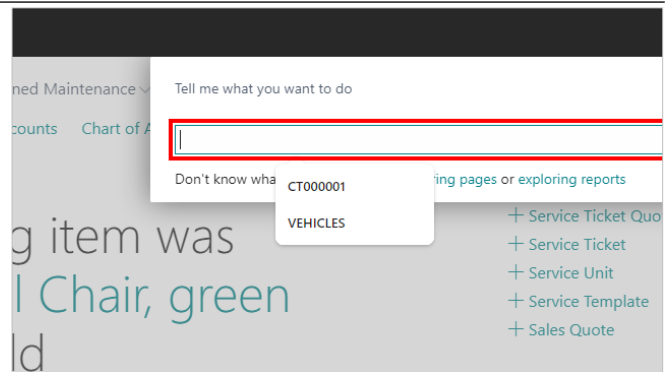 ned Maintenance
Tell me what you want to do
counts Chart of A
Don't know wha ring pages or exploring reports
CT000001
VEHICLES
g item was
l Chair, green
ld
+ Service Ticket Quo
+ Service Ticket
+ Service Unit
+ Service Template
+ Sales Quote